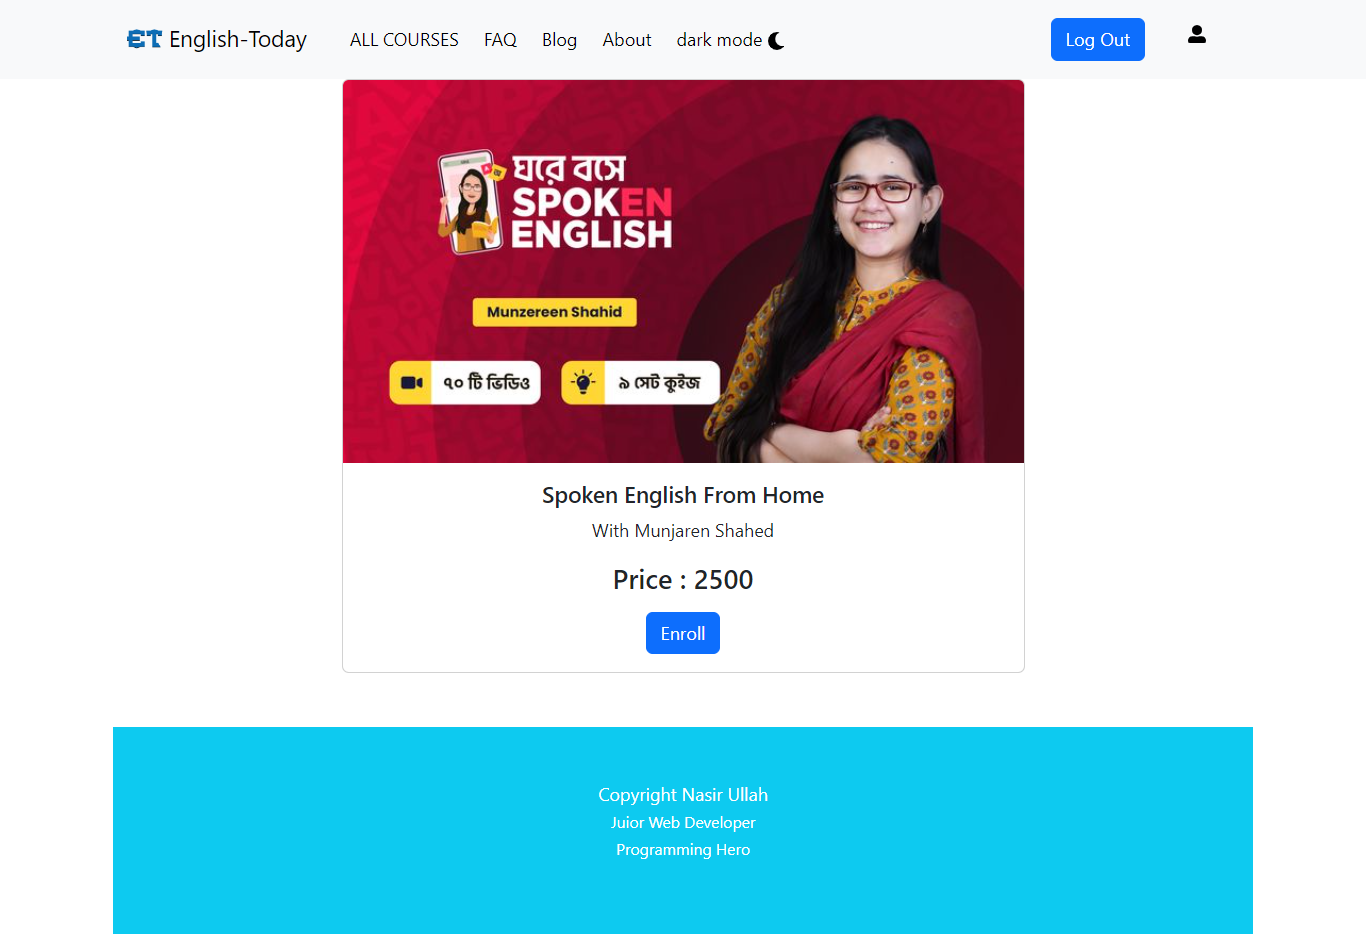 ET English-Today
ALL COURSES
FAQ
Blog
About
dark mode
Log Out
ঘরে বসে
SPOKEN
ENGLISH
Munzereen Shahid
৭০ টি ভিডিও
৯ সেট কুইজ
Spoken English From Home
With Munjaren Shahed
Price : 2500
Enroll
Copyright Nasir Ullah
Juior Web Developer
Programming Hero